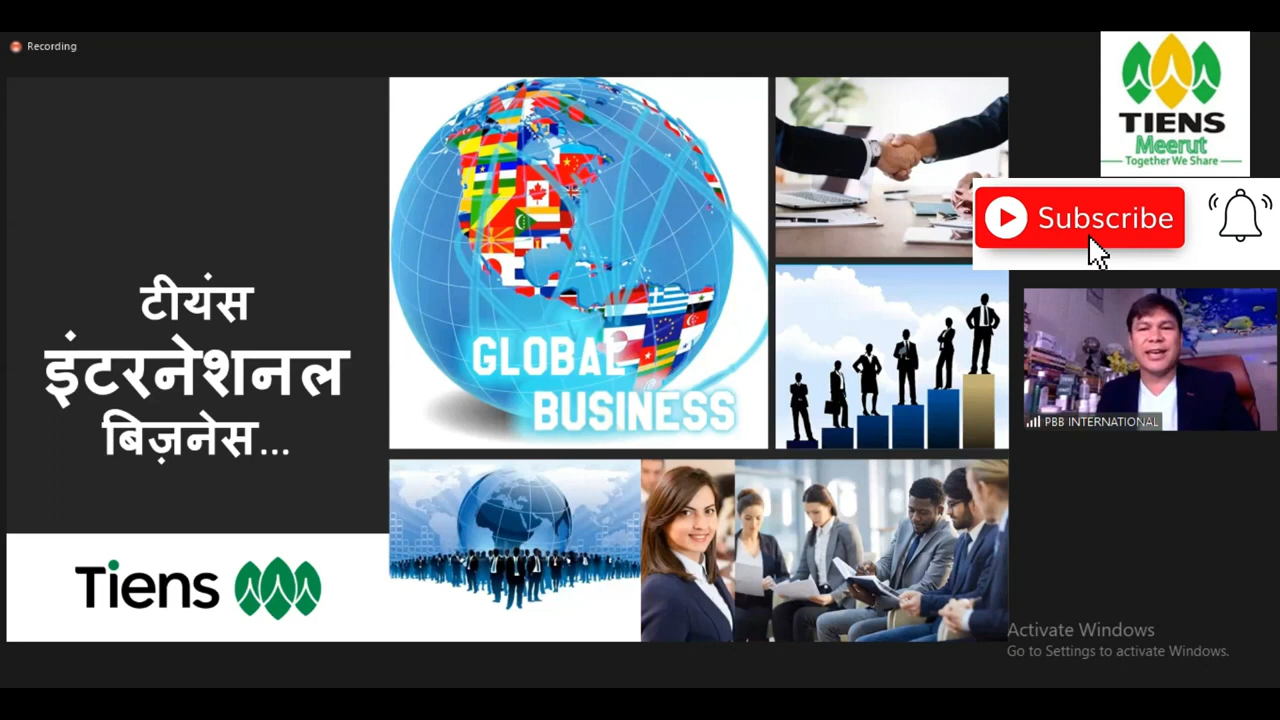 Recording
टीयंस
इंटरनेशनल
बिज़नेस...
Tiens
GLOBAL
BUSINESS
TIENS
Meerut
Together We Share
Subscribe
PBB INTERNATIONAL
Activate Windows
Go to Settings to activate Windows.